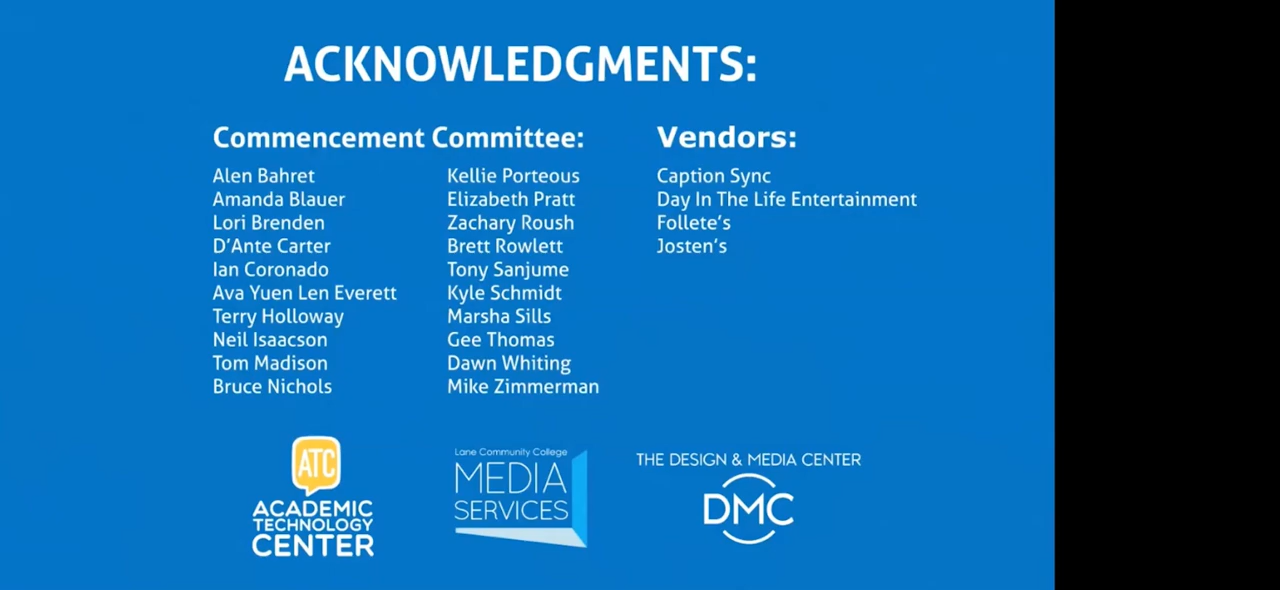 ACKNOWLEDGMENTS:
Commencement Committee:
Alen Bahret
Amanda Blauer
Lori Brenden
D'Ante Carter
Ian Coronado
Ava Yuen Len Everett
Terry Holloway
Neil Isaacson
Tom Madison
Bruce Nichols
Kellie Porteous
Elizabeth Pratt
Zachary Roush
Brett Rowlett
Tony Sanjume
Kyle Schmidt
Marsha Sills
Gee Thomas
Dawn Whiting
Mike Zimmerman
Vendors:
Caption Sync
Day In The Life Entertainment
Follete's
Josten's
ATC
ACADEMIC
TECHNOLOGY
CENTER
Lane Community College
MEDIA
SERVICES
THE DESIGN & MEDIA CENTER
DMC